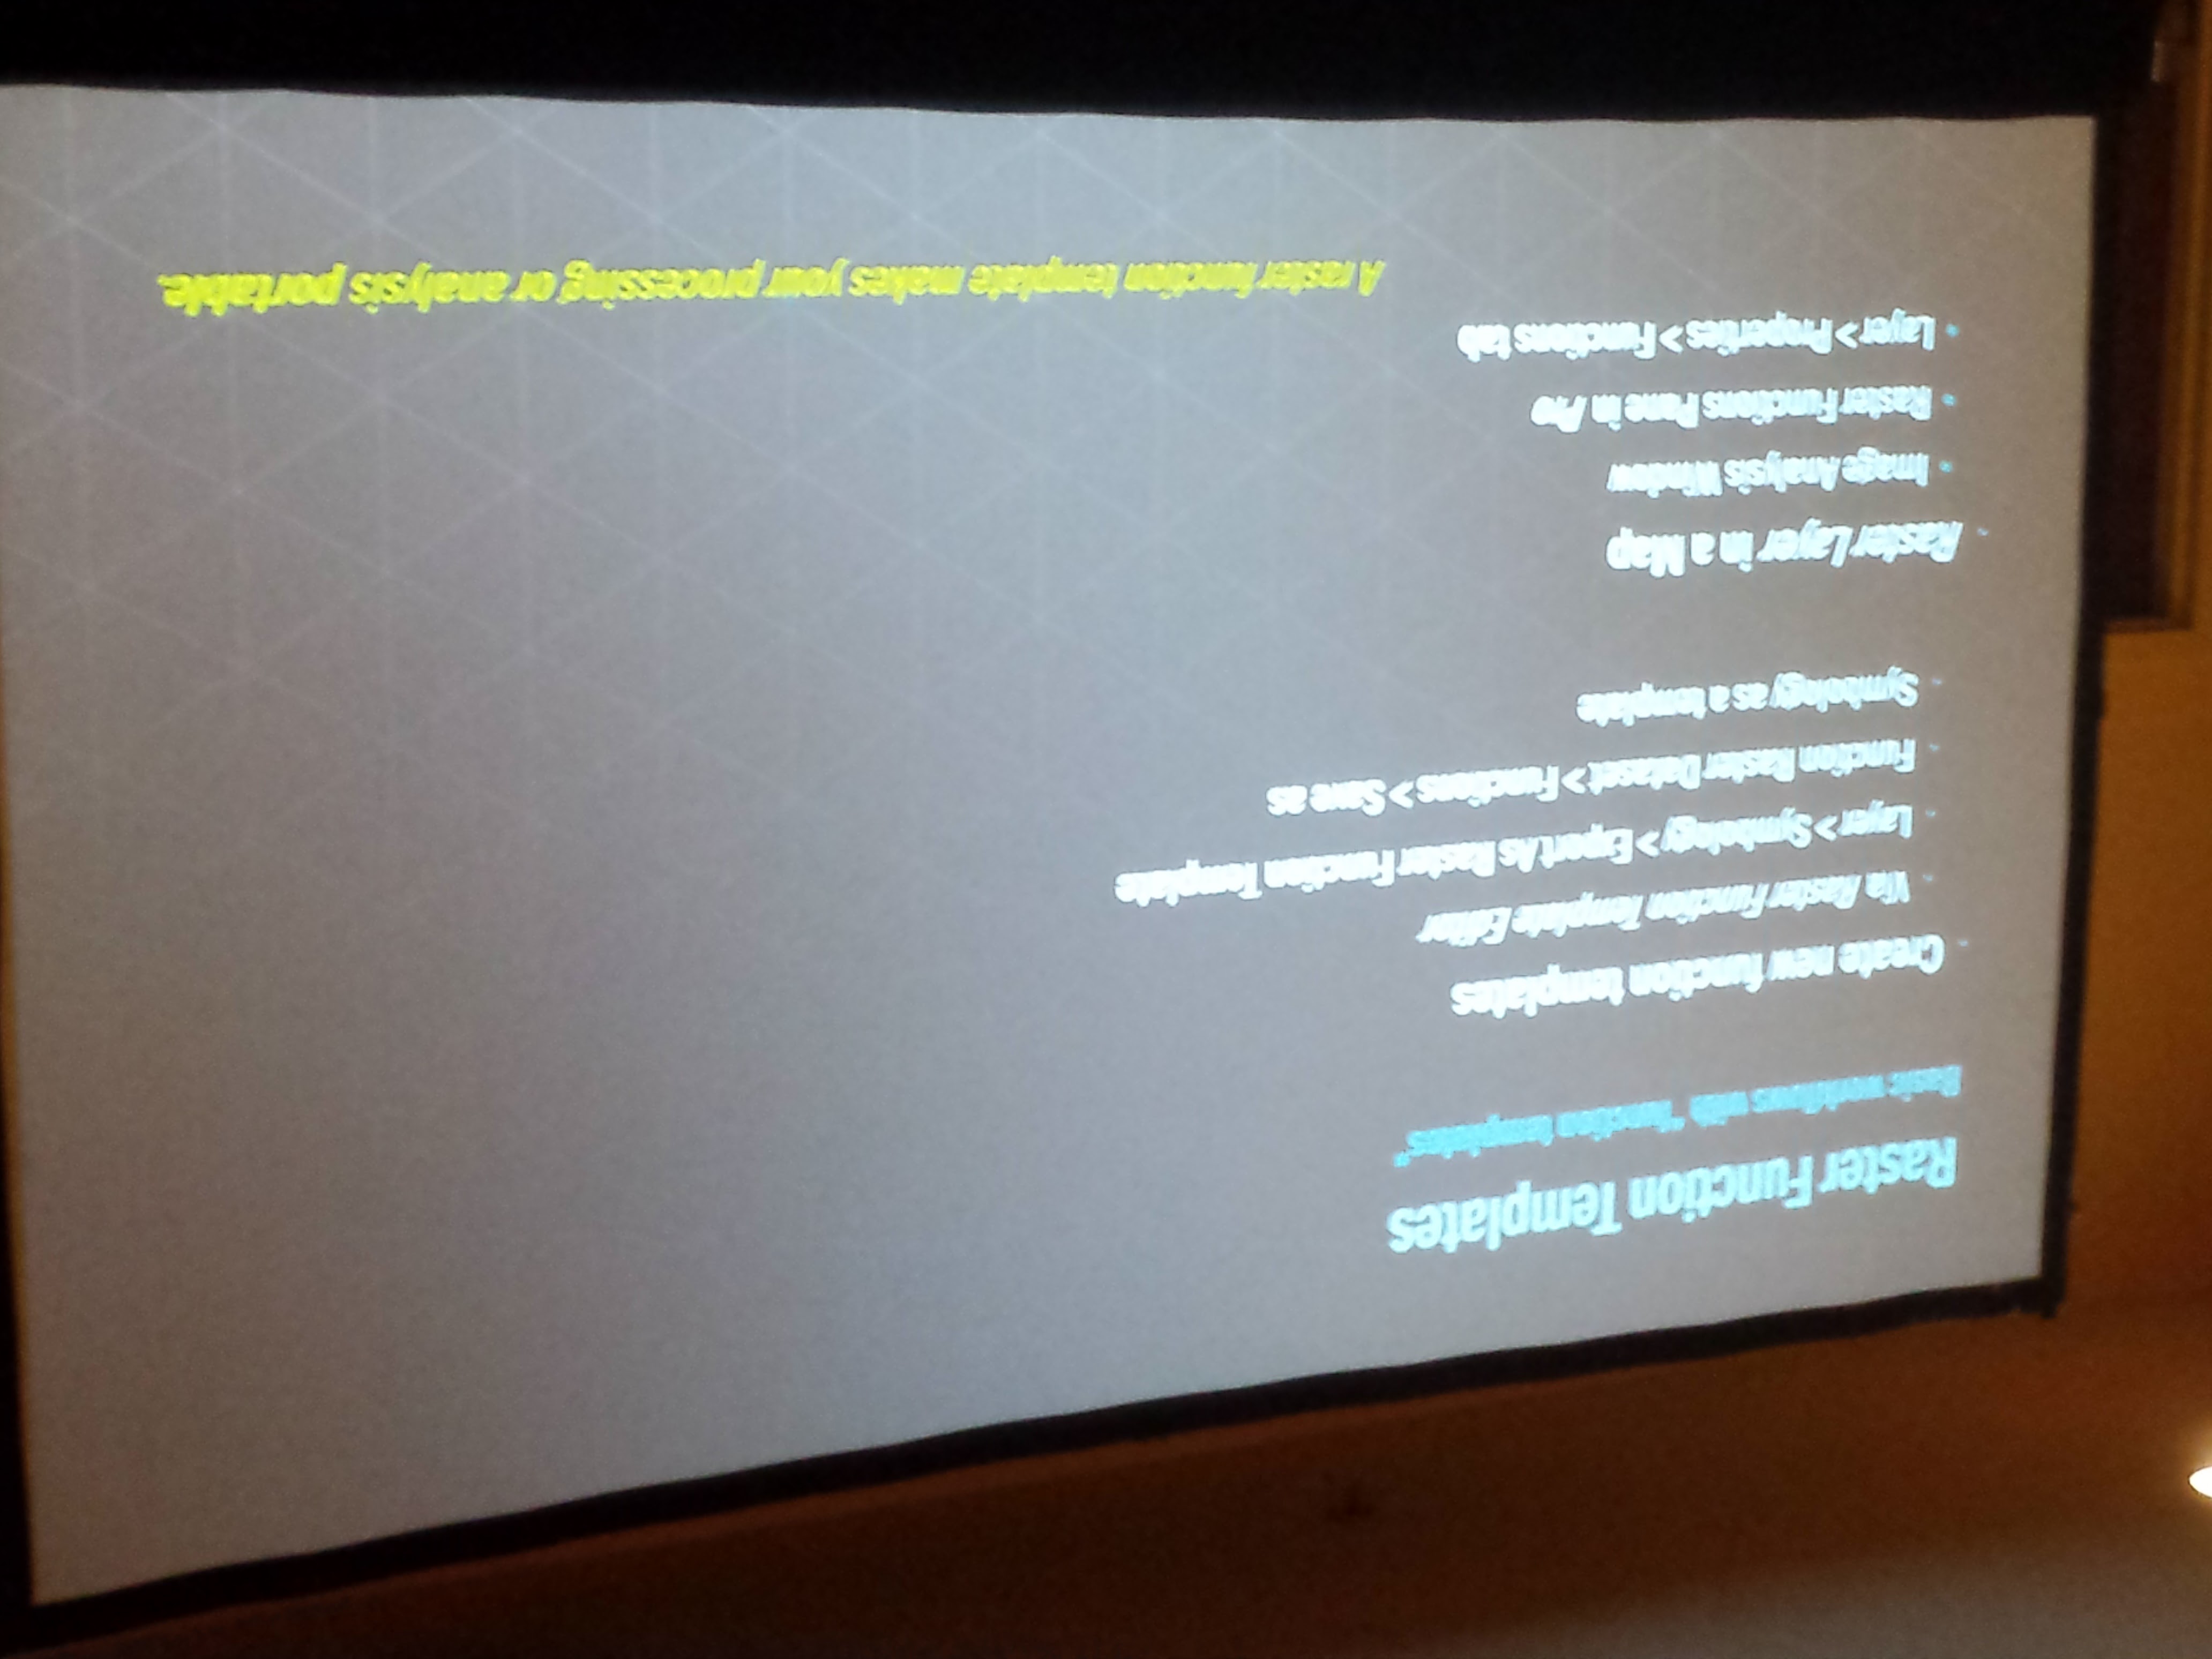 Raster Function Templates
Basic workflows with “function templates”
Create new function templates
Via Raster Function Template Editor
Layer > Symbology > Export As Raster Function Template
Function Raster Dataset > Functions > Save as
Symbology as a template
Raster Layer in a Map
Image Analysis Window
Raster Functions Pane in Pro
Layer > Properties > Functions tab
A raster function template makes your processing or analysis portable.